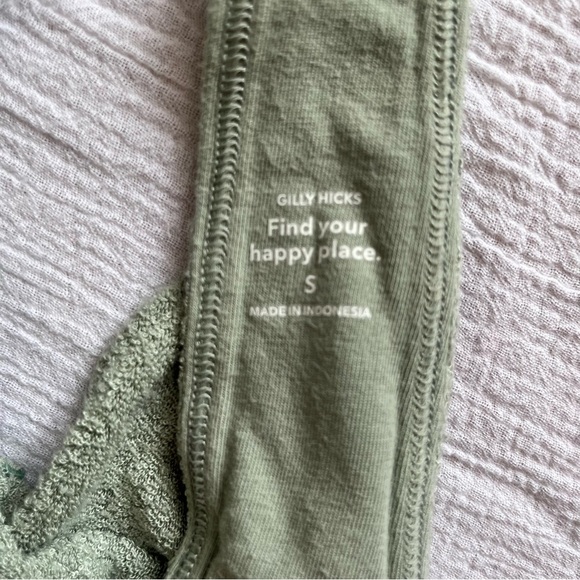 GILLY HICKS
Find your
happy place.
S
MADE IN INDONESIA